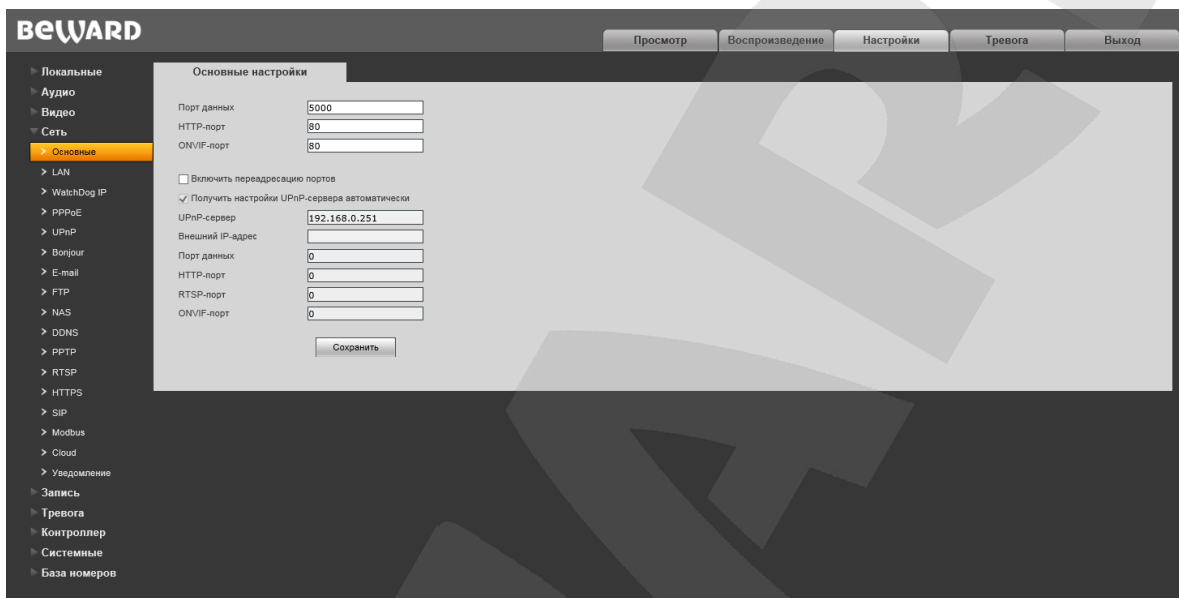 BEWARD
Просмотр
Воспроизведение
Настройки
Тревога
Выход
Локальные
Аудио
Видео
Сеть
Основные
LAN
WatchDog IP
PPPoE
UPnP
Bonjour
E-mail
FTP
NAS
DDNS
PPTP
RTSP
HTTPS
SIP
Modbus
Cloud
Уведомление
Запись
Тревога
Контроллер
Системные
База номеров
Основные настройки
Порт данных 5000
HTTP-порт 80
ONVIF-порт 80
Включить переадресацию портов
Получить настройки UPnP-сервера автоматически
UPnP-сервер 192.168.0.251
Внешний IP-адрес
Порт данных 0
HTTP-порт 0
RTSP-порт 0
ONVIF-порт 0
Сохранить